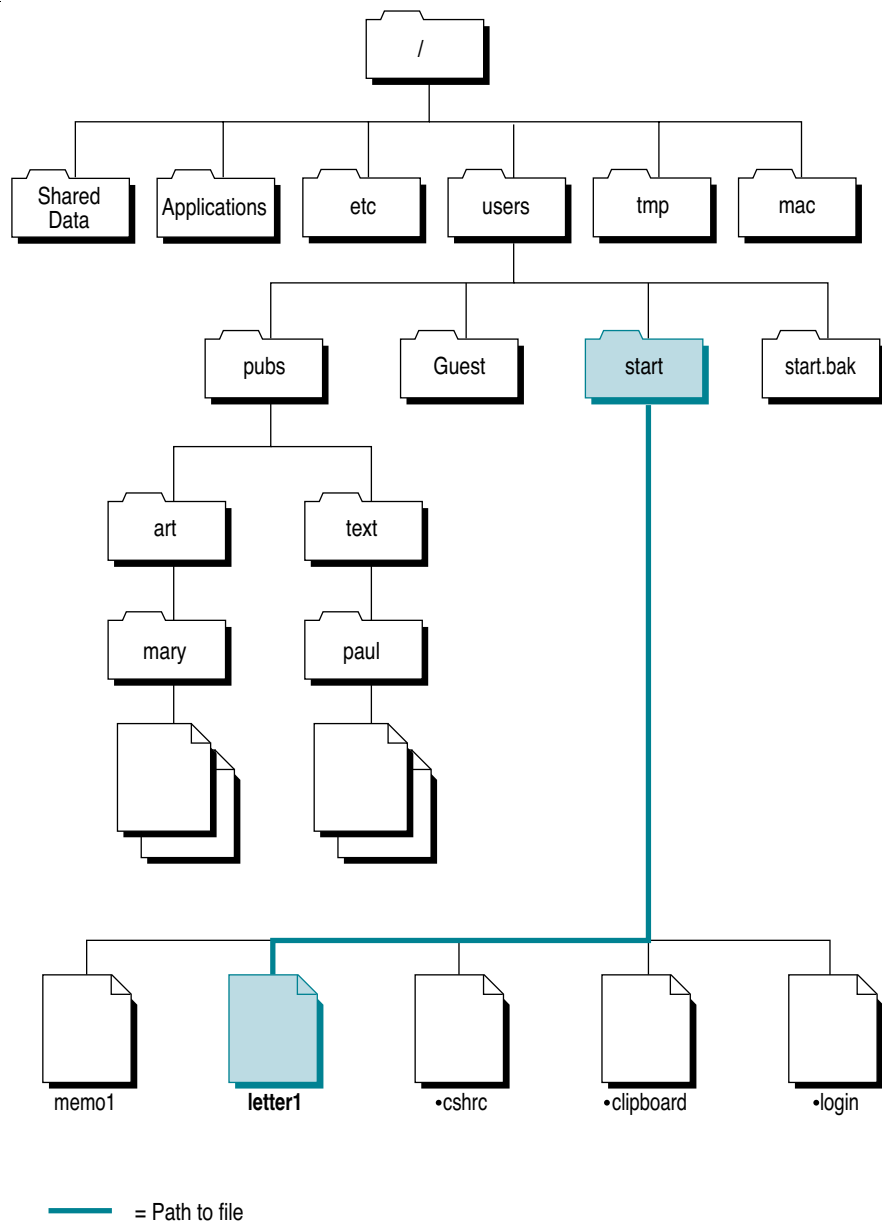 /
Shared
Data
Applications
etc
users
tmp
mac
pubs
Guest
start
start.bak
art
text
mary
paul
memo1
letter1
•cshrc
•clipboard
•login
= Path to file